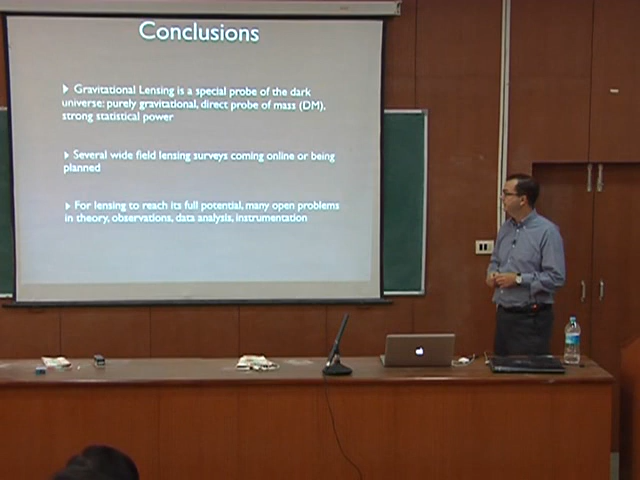 Conclusions
Gravitational Lensing is a special probe of the dark
universe: purely gravitational, direct probe of mass (DM),
strong statistical power
Several wide field lensing surveys coming online or being
planned
For lensing to reach its full potential, many open problems
in theory, observations, data analysis, instrumentation